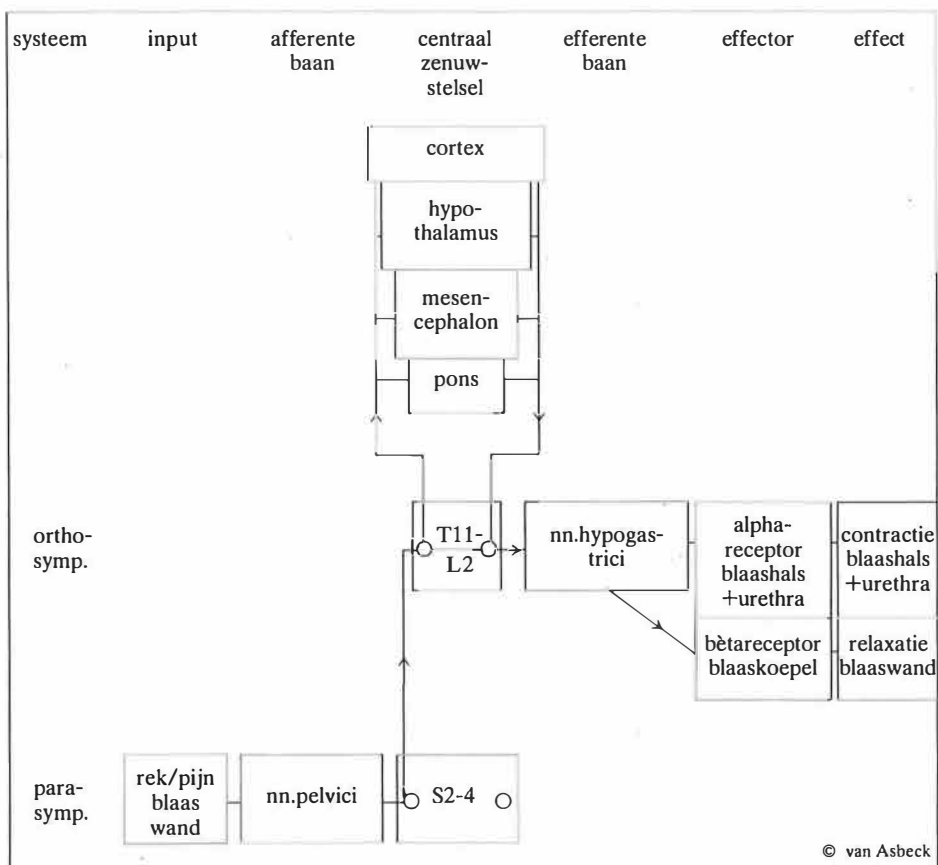 systeem input afferente centraal efferente effector effect
baan zenuw- baan
stelsel
cortex
hypo-
thalamus
mesen-
cephalon
pons
ortho-
symp.
T11-
L2
nn.hypogas-
trici
alpha-
receptor
blaashals
+urethra
contractie
blaashals
+urethra
bètareceptor
blaaskoepel
relaxatie
blaaswand
para-
symp.
rek/pijn
blaas
wand
nn.pelvici
S2-4
© van Asbeck